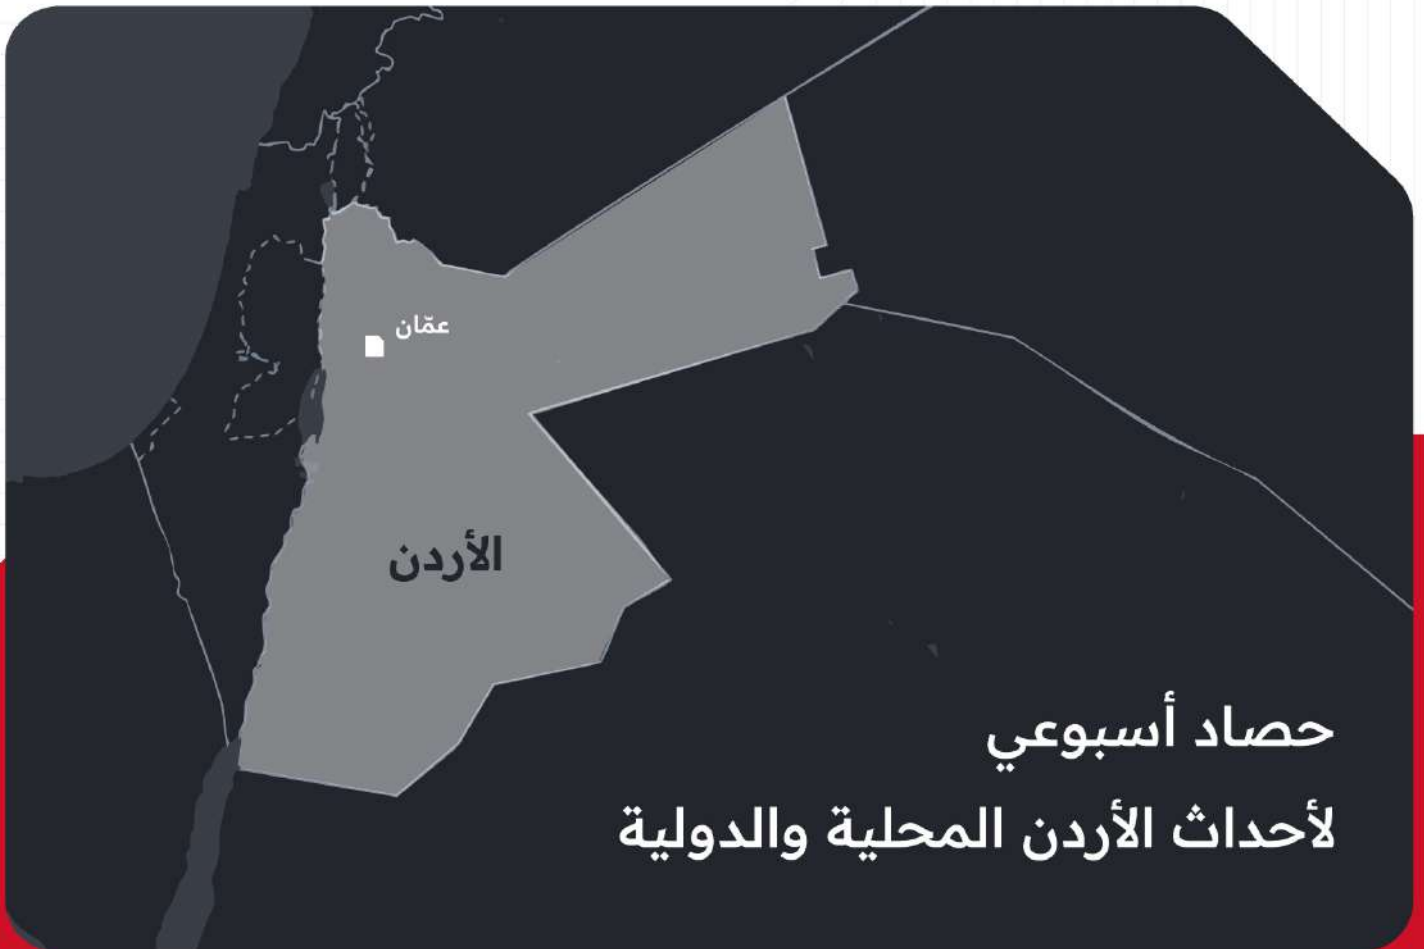 عمّان
الأردن
حصاد أسبوعي
لأحداث الأردن المحلية والدولية